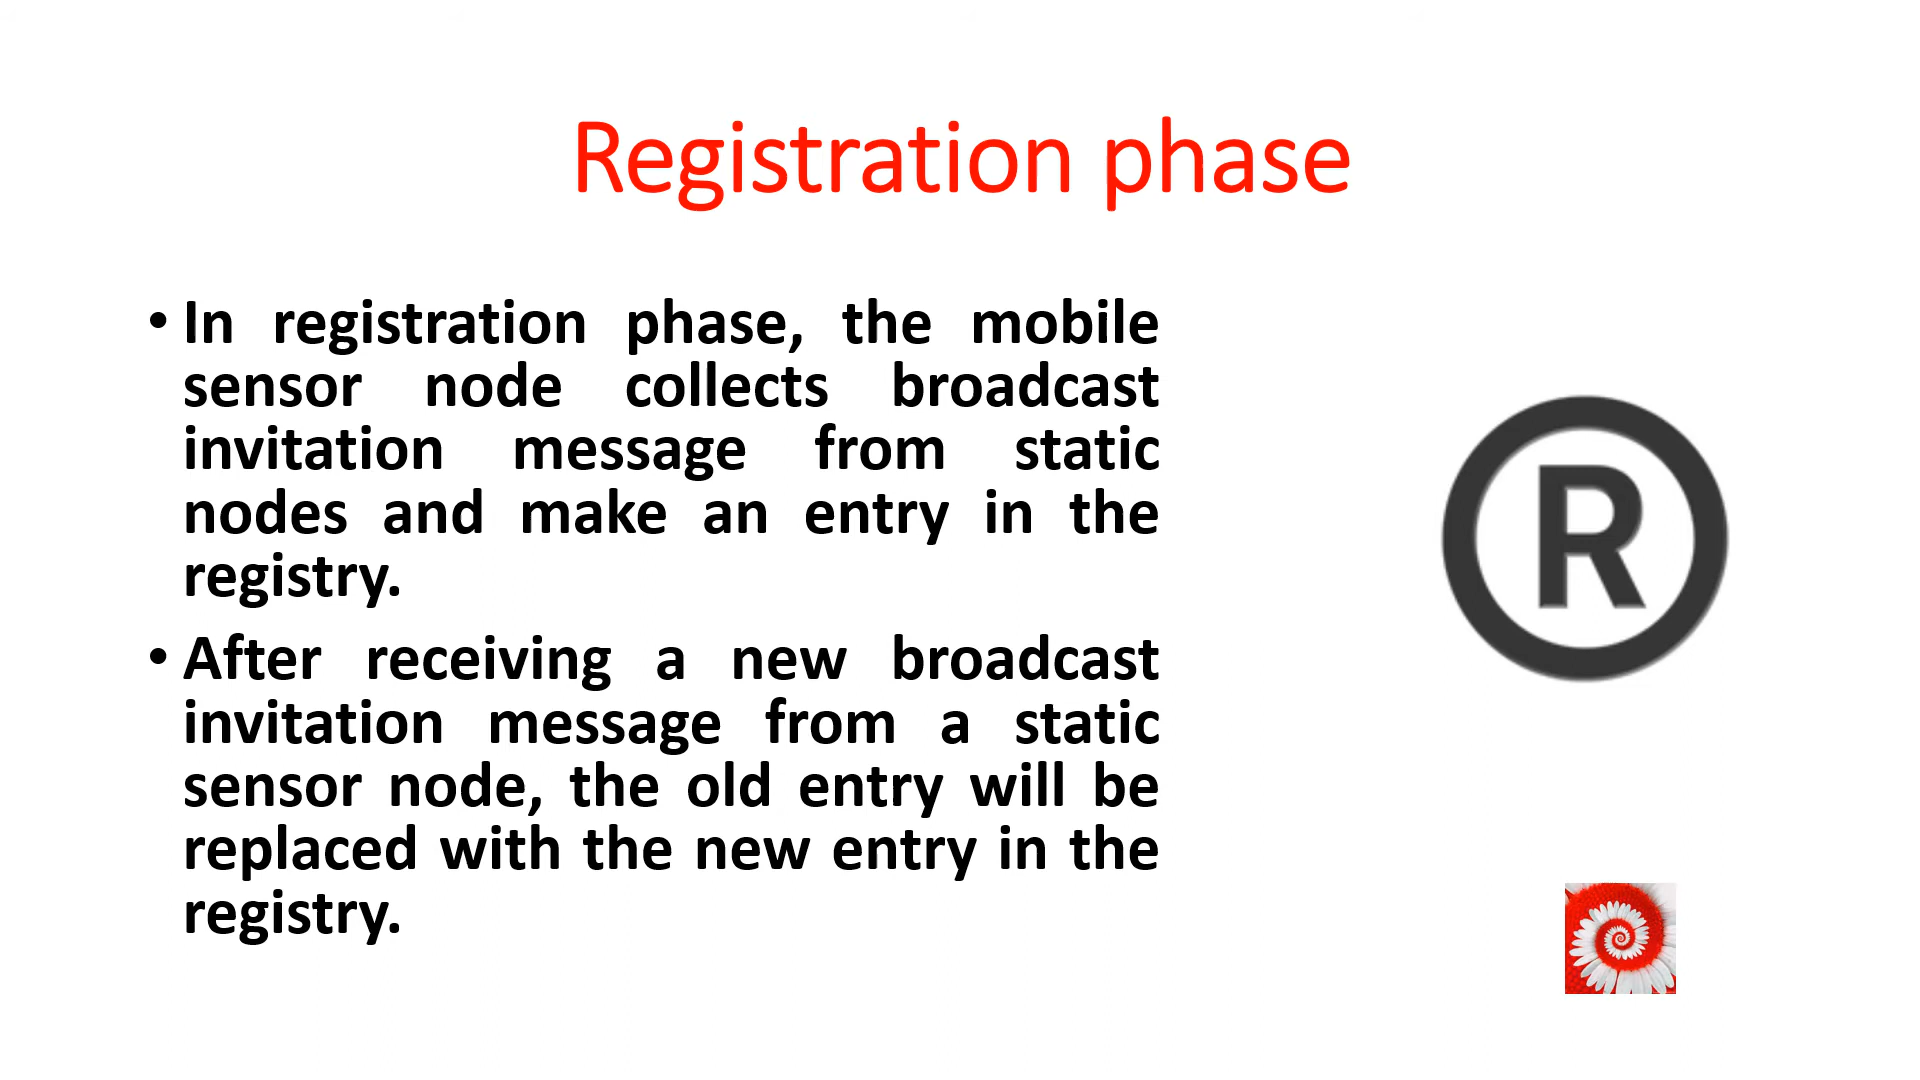 Registration phase
• In registration phase, the mobile
sensor node collects broadcast
invitation message from static
nodes and make an entry in the
registry.
• After receiving a new broadcast
invitation message from a static
sensor node, the old entry will be
replaced with the new entry in the
registry.
R